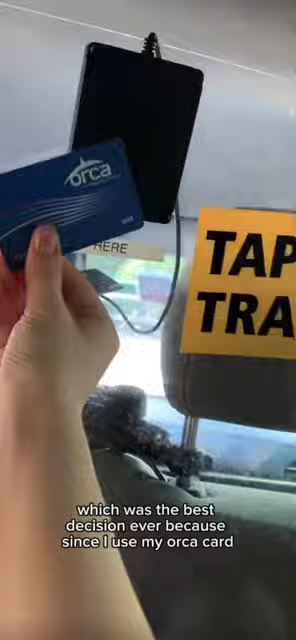 orca
HERE
TAP
TRA
which was the best
decision ever because
since I use my orca card